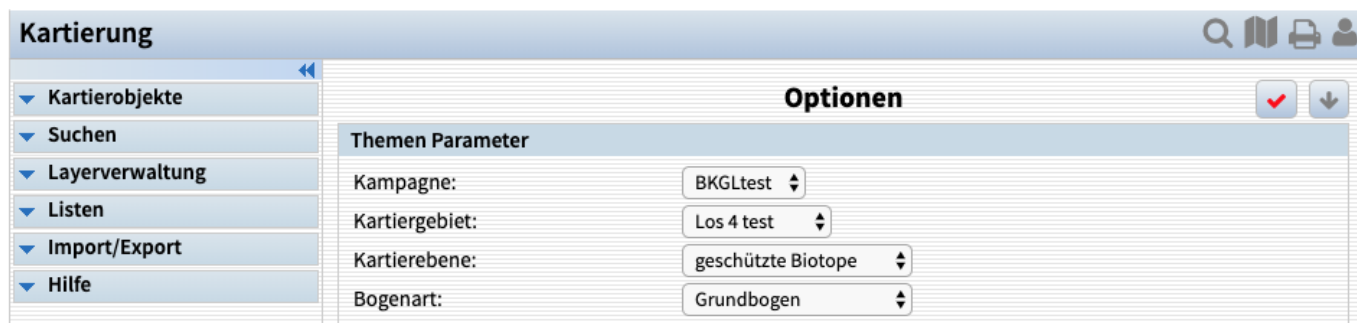 Kartierung
Kartierobjekte
Suchen
Layerverwaltung
Listen
Import/Export
Hilfe
Optionen
Themen Parameter
Kampagne: BKGLtest
Kartiergebiet: Los 4 test
Kartierebene: geschützte Biotope
Bogenart: Grundbogen